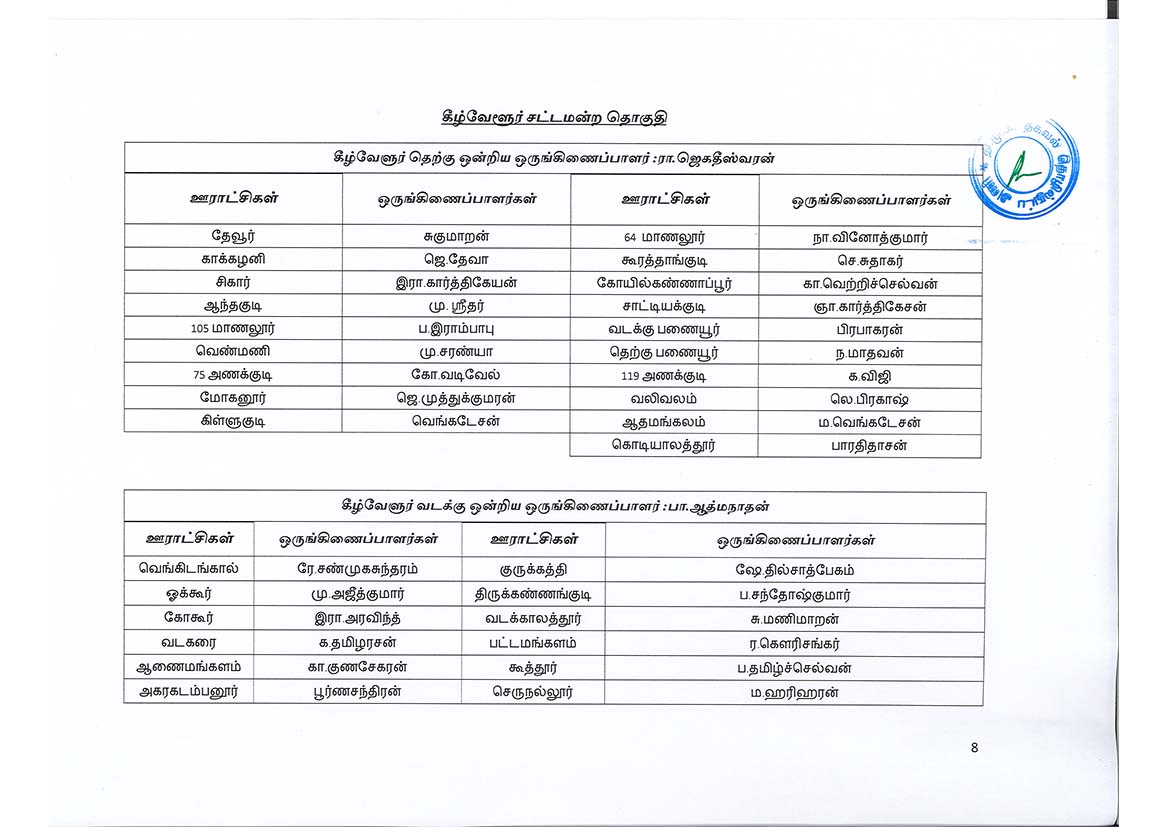 கீழ்வேளூர் சட்டமன்ற தொகுதி
கீழ்வேளுர் தெற்கு ஒன்றிய ஒருங்கிணைப்பாளர் :ரா.ஜெகதீஸ்வரன்
ஊராட்சிகள் ஒருங்கிணைப்பாளர்கள் ஊராட்சிகள் ஒருங்கிணைப்பாளர்கள்
தேவூர் சுகுமாறன் 64 மாணலூர் நா.வினோத்குமார்
காக்கழனி ஜெ.தேவா கூரத்தாங்குடி செ.சுதாகர்
சிகார் இரா.கார்த்திகேயன் கோயில்கண்ணாப்பூர் கா.வெற்றிச்செல்வன்
ஆந்தகுடி மு. ஸ்ரீதர் சாட்டியக்குடி ஞா.கார்த்திகேசன்
105 மாணலூர் ப.இராம்பாபு வடக்கு பணையூர் பிரபாகரன்
வெண்மணி மு.சரண்யா தெற்கு பணையூர் ந.மாதவன்
75 அணக்குடி கோ.வடிவேல் 119 அணக்குடி க.விஜி
மோகனூர் ஜெ.முத்துக்குமரன் வலிவலம் லெ.பிரகாஷ்
கிள்ளுகுடி வெங்கடேசன் ஆதமங்கலம் ம.வெங்கடேசன்
கொடியாலத்தூர் பாரதிதாசன்
கீழ்வேளுர் வடக்கு ஒன்றிய ஒருங்கிணைப்பாளர் :பா.ஆத்மநாதன்
ஊராட்சிகள் ஒருங்கிணைப்பாளர்கள் ஊராட்சிகள் ஒருங்கிணைப்பாளர்கள்
வெங்கிடங்கால் ரே.சண்முகசுந்தரம் குருக்கத்தி ஷே.தில்சாத்பேகம்
ஓக்கூர் மு.அஜீத்குமார் திருக்கண்ணங்குடி ப.சந்தோஷ்குமார்
கோகூர் இரா.அரவிந்த் வடக்காலத்தூர் சு.மணிமாறன்
வடகரை க.தமிழரசன் பட்டமங்களம் ர.கௌரிசங்கர்
ஆணைமங்களம் கா.குணசேகரன் கூத்தூர் ப.தமிழ்ச்செல்வன்
அகரகடம்பனூர் பூர்ணசந்திரன் செருநல்லூர் ம.ஹரிஹரன்
8